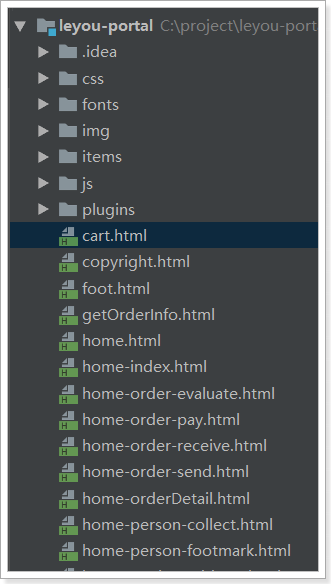 leyou-portal C:\project\leyou-port
.idea
css
fonts
img
items
js
plugins
cart.html
copyright.html
foot.html
getOrderInfo.html
home.html
home-index.html
home-order-evaluate.html
home-order-pay.html
home-order-receive.html
home-order-send.html
home-orderDetail.html
home-person-collect.html
home-person-footmark.html